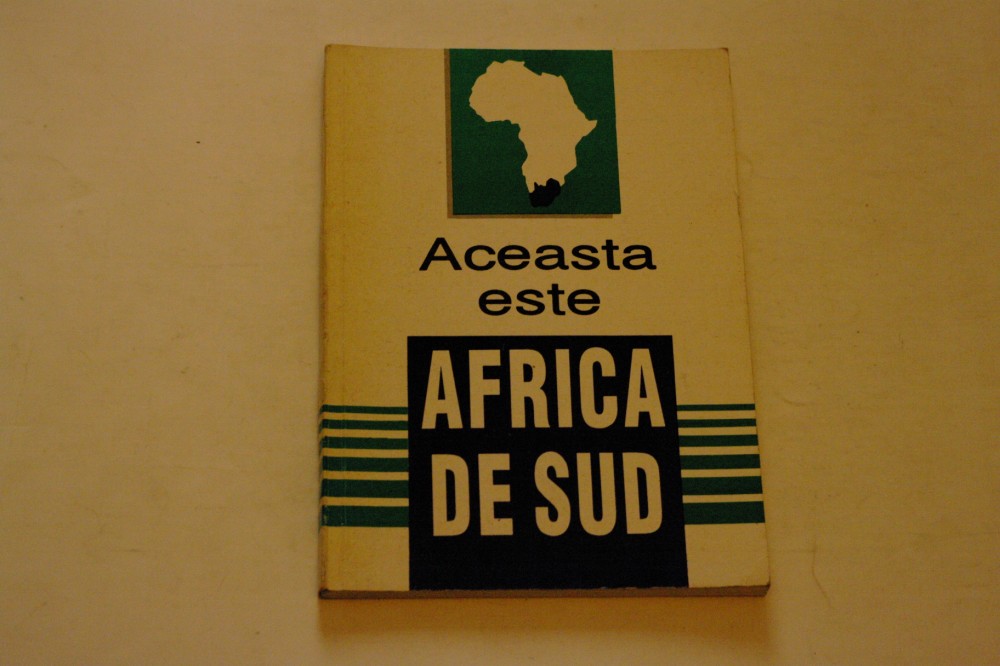 Aceasta
este
AFRICA
DE SUD